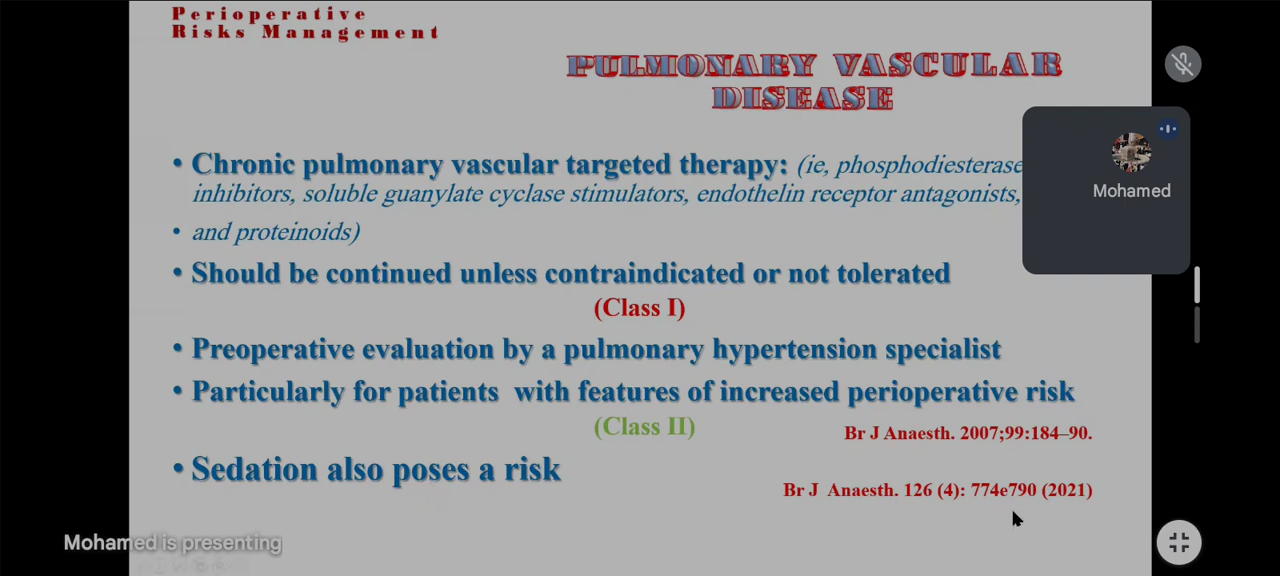 Perioperative
Risks Management
PULMONARY VASCULAR
DISEASE
• Chronic pulmonary vascular targeted therapy: (ie, phosphodiesterase
inhibitors, soluble guanylate cyclase stimulators, endothelin receptor antagonists,
• and proteinoids)
• Should be continued unless contraindicated or not tolerated
(Class I)
• Preoperative evaluation by a pulmonary hypertension specialist
• Particularly for patients with features of increased perioperative risk
(Class II)
Br J Anaesth. 2007;99:184–90.
• Sedation also poses a risk
Br J Anaesth. 126 (4): 774e790 (2021)
Mohamed
Mohamed is presenting